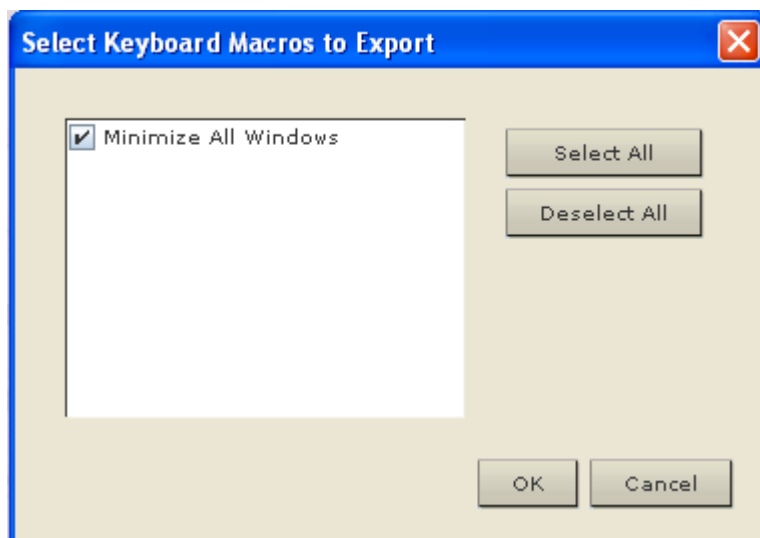 Select Keyboard Macros to Export
Minimize All Windows
Select All
Deselect All
OK
Cancel